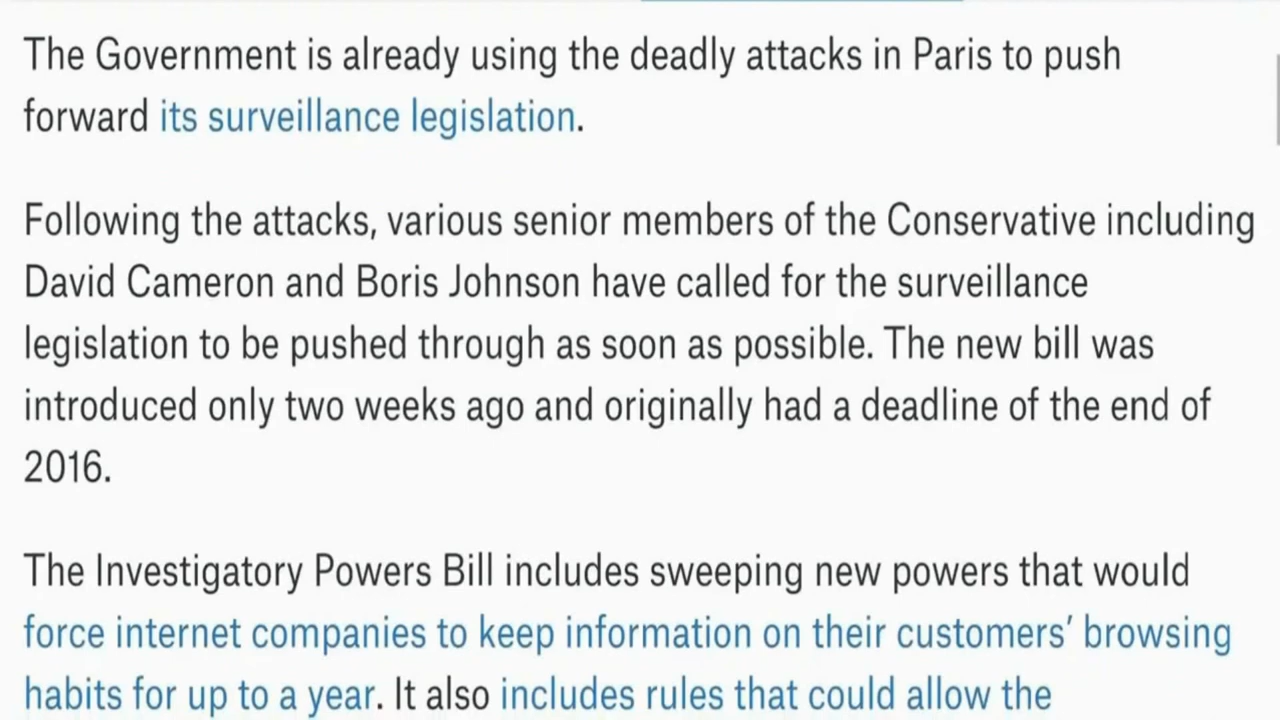 The Government is already using the deadly attacks in Paris to push
forward its surveillance legislation.
Following the attacks, various senior members of the Conservative including
David Cameron and Boris Johnson have called for the surveillance
legislation to be pushed through as soon as possible. The new bill was
introduced only two weeks ago and originally had a deadline of the end of
2016.
The Investigatory Powers Bill includes sweeping new powers that would
force internet companies to keep information on their customers’ browsing
habits for up to a year. It also includes rules that could allow the